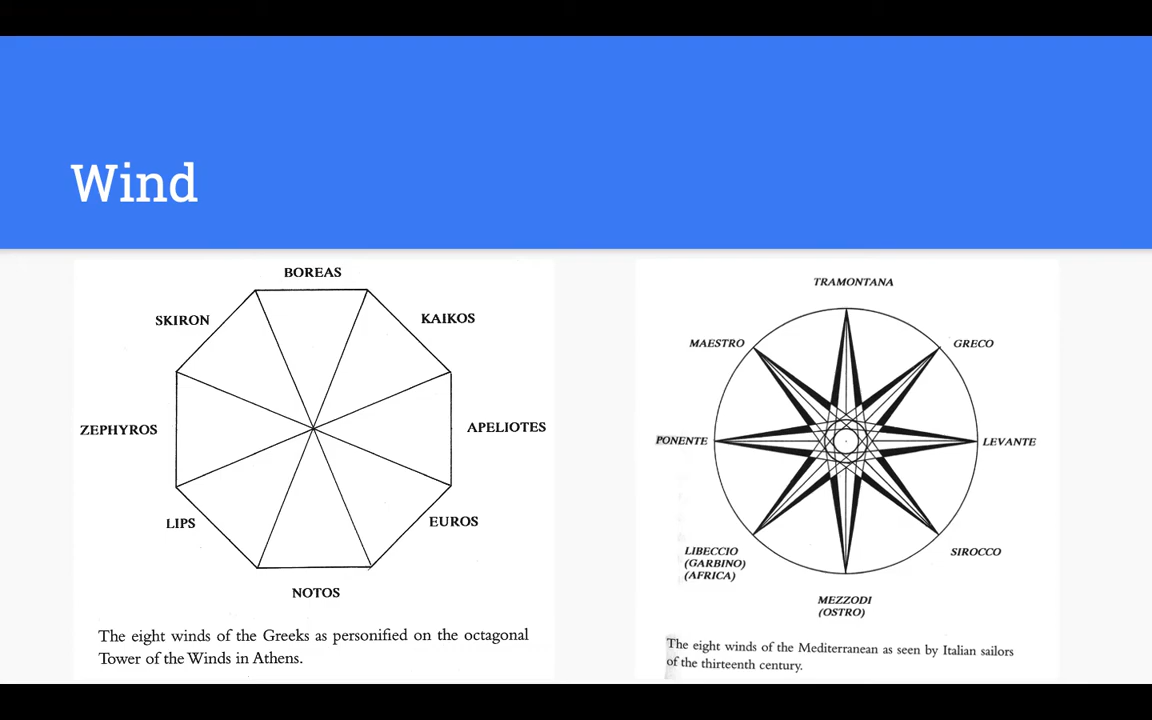 Wind
BOREAS
SKIRON
KAIKOS
ZEPHYROS
APELIOTES
LIPS
EUROS
NOTOS
The eight winds of the Greeks as personified on the octagonal
Tower of the Winds in Athens.
TRAMONTANA
MAESTRO
GRECO
PONENTE
LEVANTE
LIBECCIO
(GARBINO)
(AFRICA)
SIROCCO
MEZZODI
(OSTRO)
The eight winds of the Mediterranean as seen by Italian sailors
of the thirteenth century.